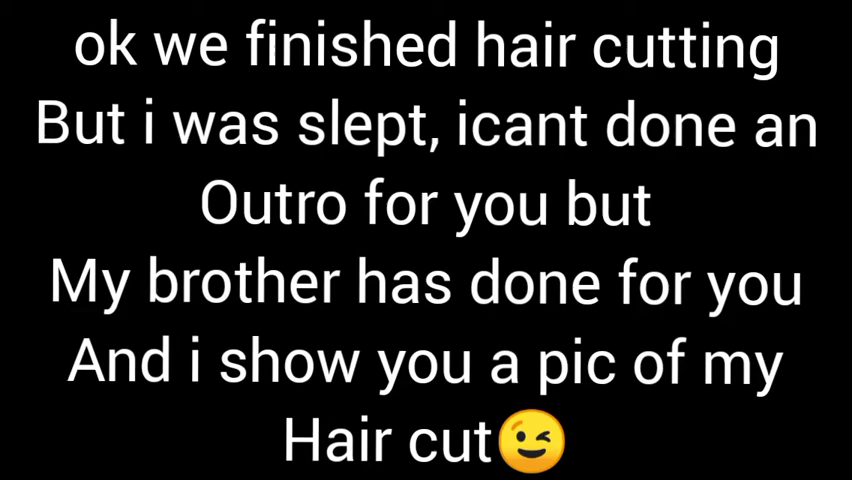 ok we finished hair cutting
But i was slept, icant done an
Outro for you but
My brother has done for you
And i show you a pic of my
Hair cut😉